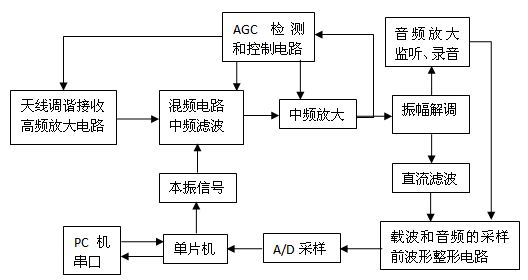 AGC 检测
和控制电路
音频放大
监听、录音
天线调谐接收
高频放大电路
混频电路
中频滤波
中频放大
振幅解调
本振信号
直流滤波
PC 机
串口
单片机
A/D 采样
载波和音频的采样
前波形整形电路